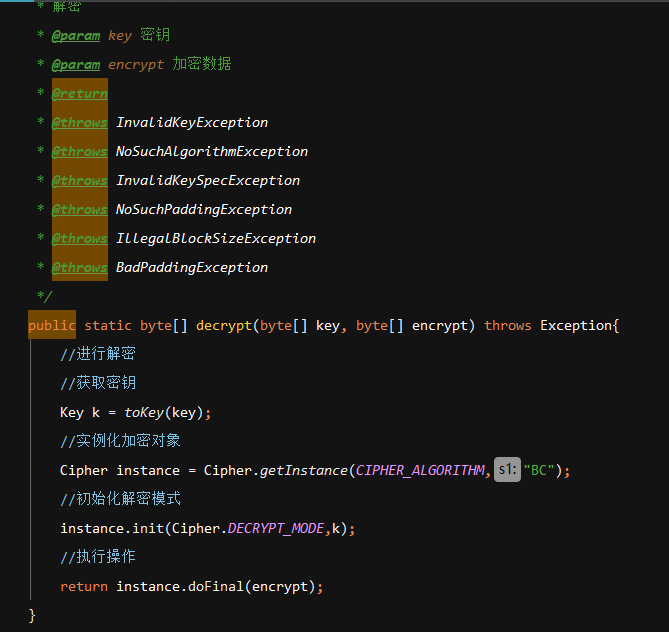 * 解密
* @param key 密钥
* @param encrypt 加密数据
* @return
* @throws InvalidKeyException
* @throws NoSuchAlgorithmException
* @throws InvalidKeySpecException
* @throws NoSuchPaddingException
* @throws IllegalBlockSizeException
* @throws BadPaddingException
*/
public static byte[] decrypt(byte[] key, byte[] encrypt) throws Exception{
//进行解密
//获取密钥
Key k = toKey(key);
//实例化加密对象
Cipher instance = Cipher.getInstance(CIPHER_ALGORITHM, s1: "BC");
//初始化解密模式
instance.init(Cipher.DECRYPT_MODE,k);
//执行操作
return instance.doFinal(encrypt);
}